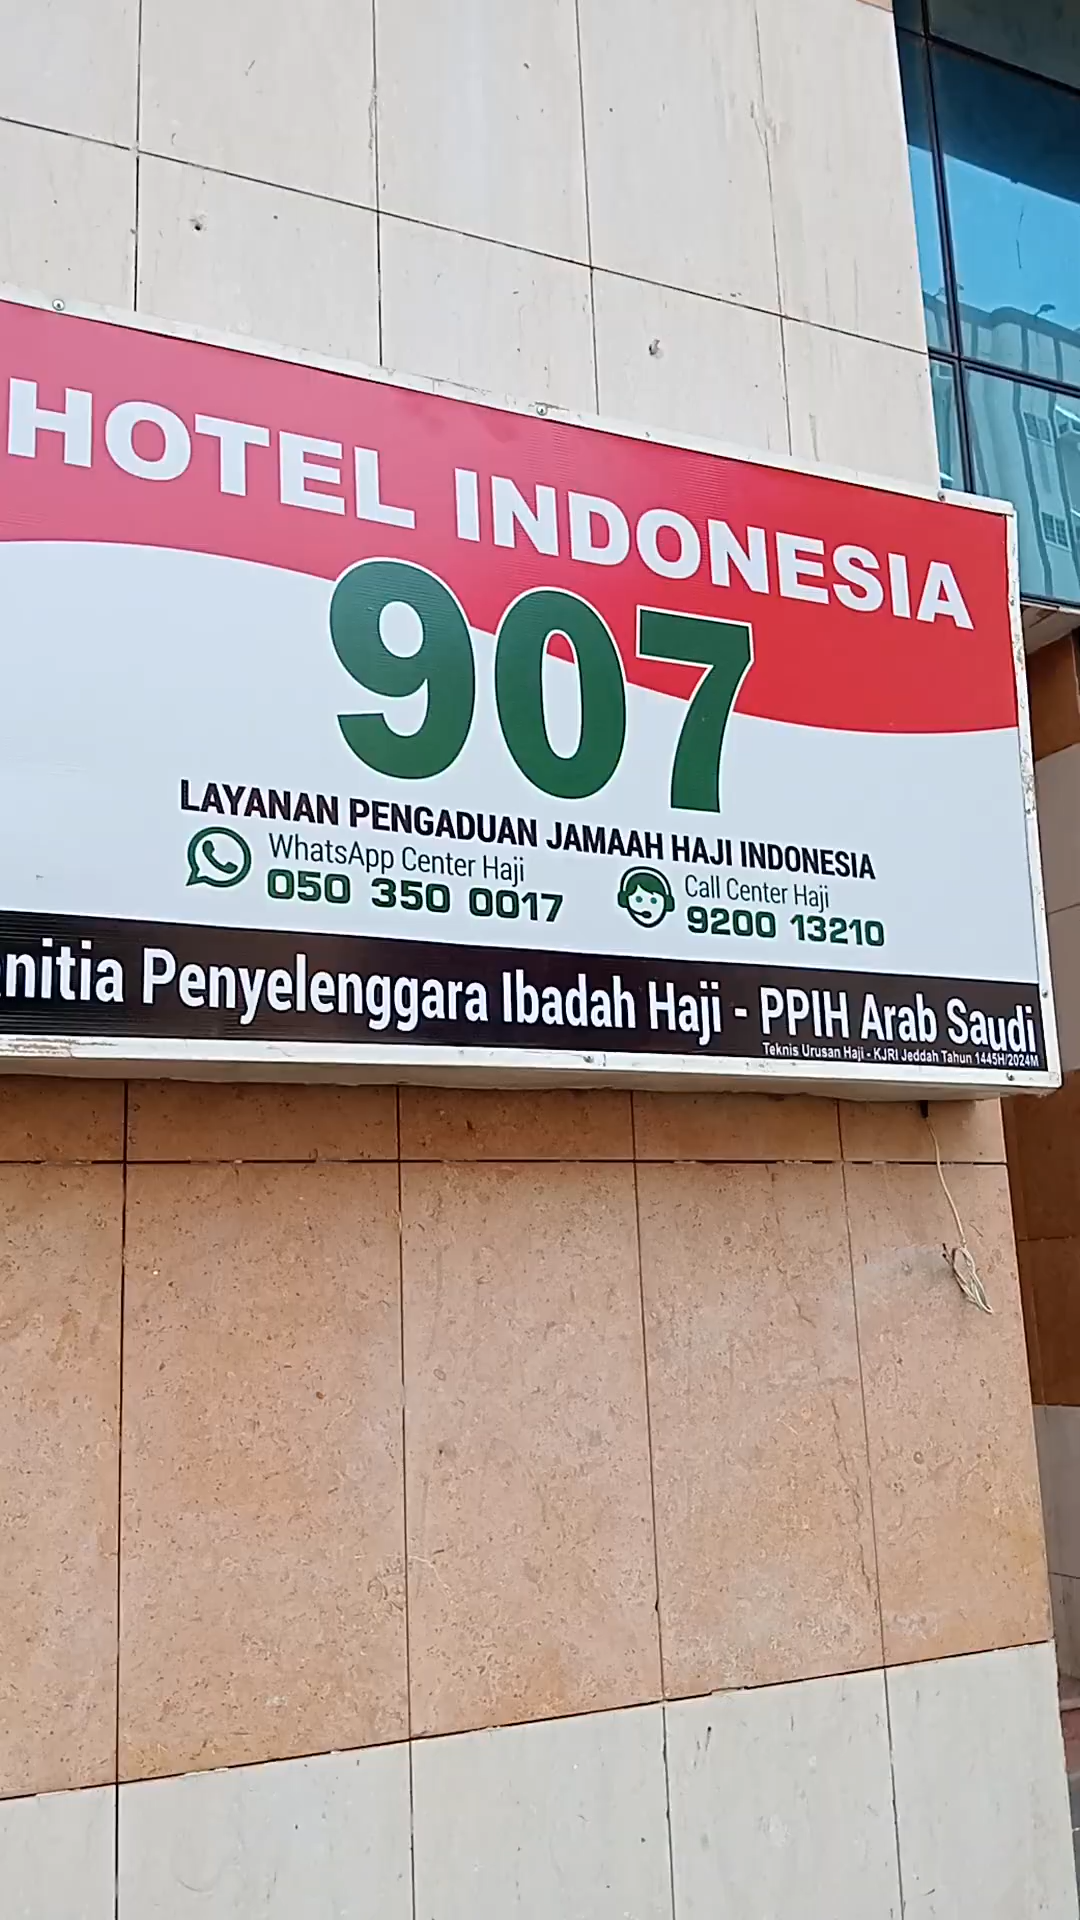 HOTEL INDONESIA
907
LAYANAN PENGADUAN JAMAAH HAJI INDONESIA
WhatsApp Center Haji
050 350 0017
Call Center Haji
9200 13210
nitia Penyelenggara Ibadah Haji - PPIH Arab Saudi
Teknis Urusan Haji - KJRI Jeddah Tahun 1445H/2024M